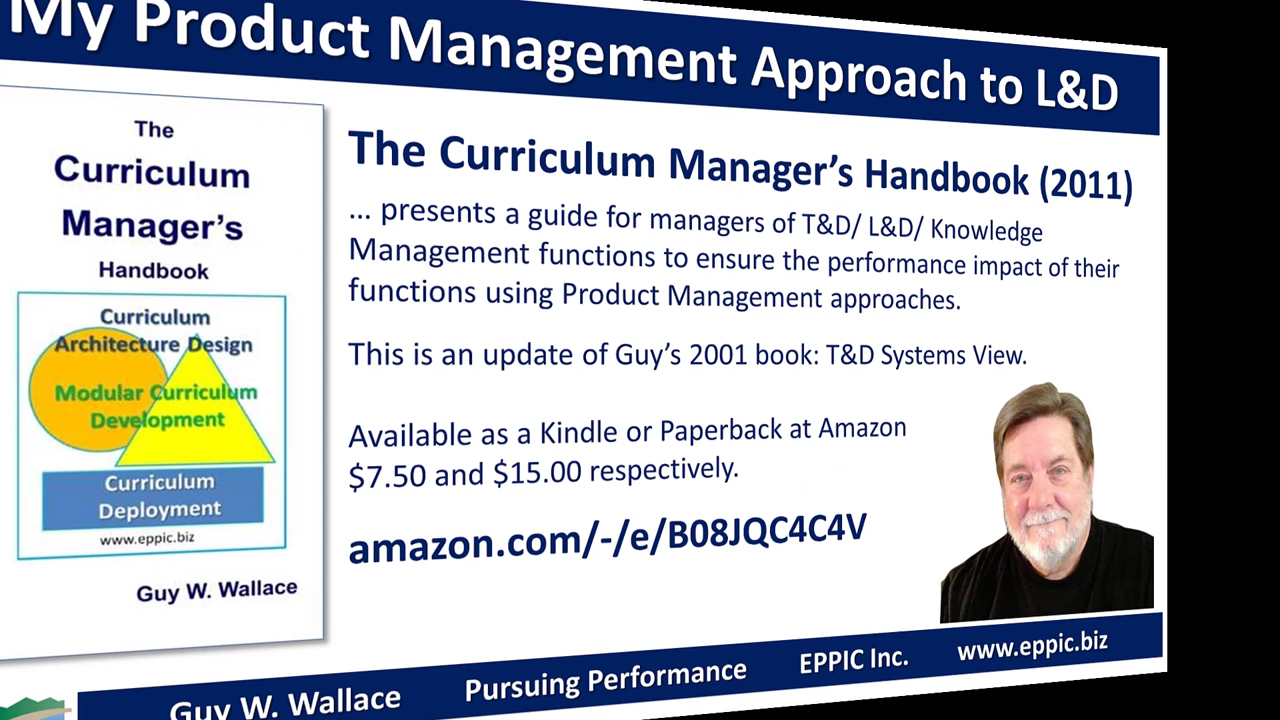 My Product Management Approach to L&D
The
Curriculum
Manager's
Handbook
Curriculum
Architecture Design
Modular Curriculum
Development
Curriculum
Deployment
www.eppic.biz
Guy W. Wallace
The Curriculum Manager’s Handbook (2011)
... presents a guide for managers of T&D/ L&D/ Knowledge
Management functions to ensure the performance impact of their
functions using Product Management approaches.
This is an update of Guy’s 2001 book: T&D Systems View.
Available as a Kindle or Paperback at Amazon
$7.50 and $15.00 respectively.
amazon.com/-/e/B08JQC4C4V
Guy W. Wallace Pursuing Performance EPPIC Inc. www.eppic.biz